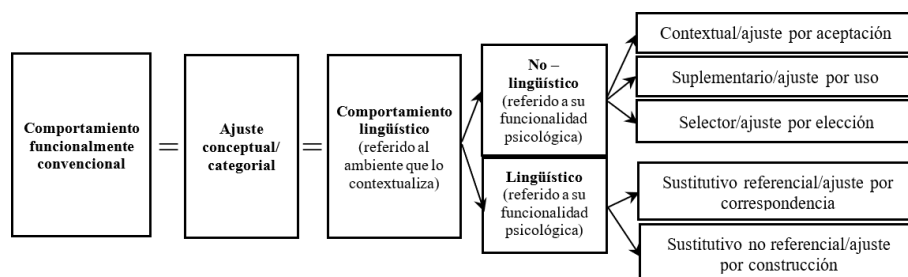 Comportamiento
funcionalmente
convencional
=
Ajuste
conceptual/
categorial
=
Comportamiento
lingüístico
(referido al
ambiente que lo
contextualiza)
No –
lingüístico
(referido a su
funcionalidad
psicológica)
Lingüístico
(referido a su
funcionalidad
psicológica)
Contextual/ajuste por aceptación
Suplementario/ajuste por uso
Selector/ajuste por elección
Sustitutivo referencial/ajuste por
correspondencia
Sustitutivo no referencial/ajuste
por construcción